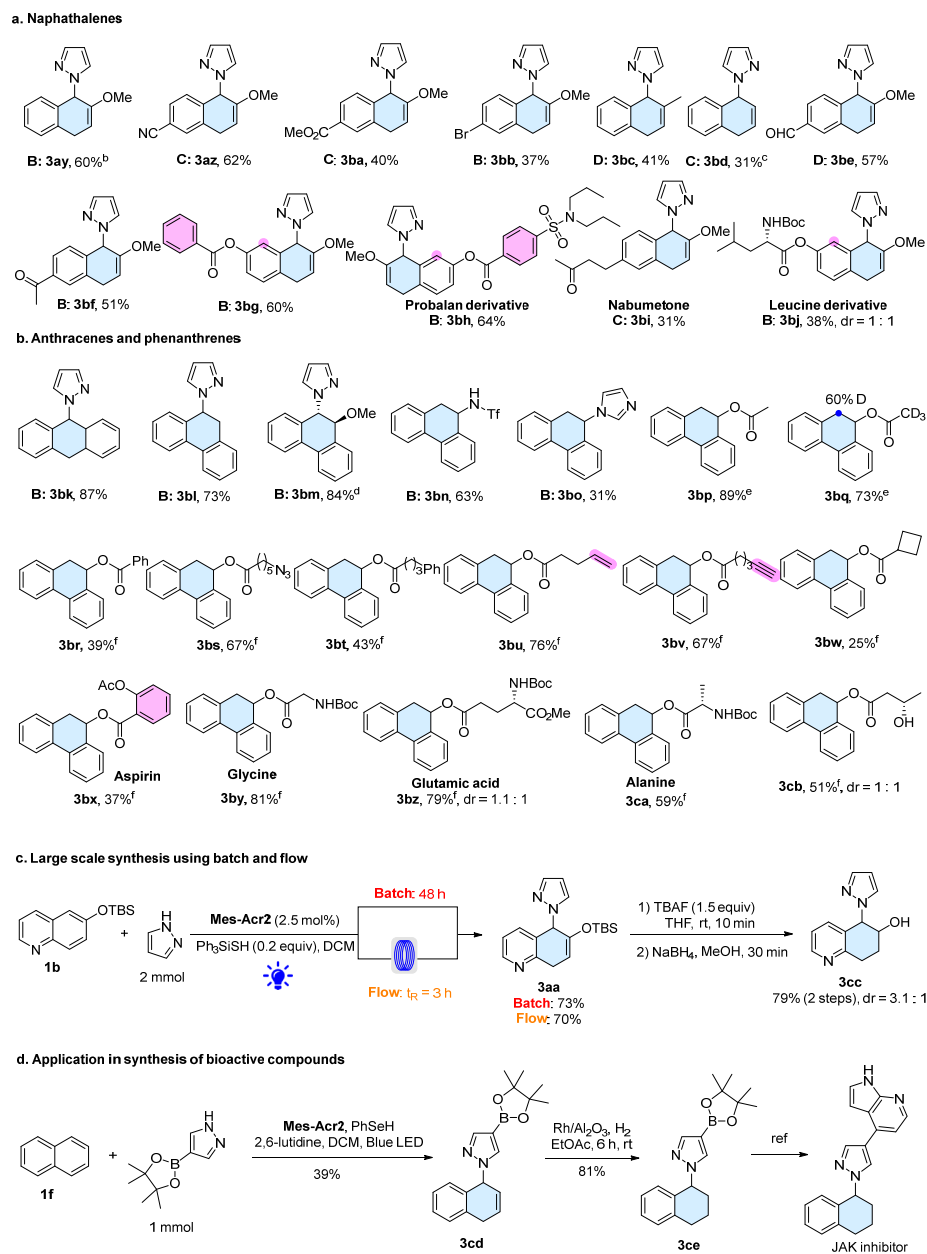 a. Naphathalenes
B: 3ay, 60%b
C: 3az, 62%
C: 3ba, 40%
B: 3bb, 37%
D: 3bc, 41%
C: 3bd, 31%c
D: 3be, 57%
N N OMe
N N OMe NC
N N OMe MeO2C
N N OMe Br
N N
N N
N N OMe OHC
N N OMe O
N N OMe O O
N N MeO O O S O O N
N N OMe O
NHBoc O O N N OMe
B: 3bf, 51%
B: 3bg, 60%
Probalan derivative
B: 3bh, 64%
Nabumetone
C: 3bi, 31%
Leucine derivative
B: 3bj, 38%, dr = 1 : 1
b. Anthracenes and phenanthrenes
N N
N N
N N OMe
H N Tf
N N
O O
60% D O O CD3
B: 3bk, 87%
B: 3bl, 73%
B: 3bm, 84%d
B: 3bn, 63%
B: 3bo, 31%
3bp, 89%e
3bq, 73%e
O Ph O
O O ( )5 N3
O O ( )3 Ph
O O
O O ( )3
O O
3br, 39%f
3bs, 67%f
3bt, 43%f
3bu, 76%f
3bv, 67%f
3bw, 25%f
AcO O O
O O NHBoc
O O NHBoc CO2Me
O O NHBoc
O O OH
Aspirin
3bx, 37%f
Glycine
3by, 81%f
Glutamic acid
3bz, 79%f, dr = 1.1 : 1
Alanine
3ca, 59%f
3cb, 51%f, dr = 1 : 1
c. Large scale synthesis using batch and flow
OTBS N
1b
+
H N N
2 mmol
Mes-Acr2 (2.5 mol%)
Ph3SiSH (0.2 equiv), DCM
Batch: 48 h
Flow: tR = 3 h
N N OTBS N
3aa
Batch: 73%
Flow: 70%
1) TBAF (1.5 equiv)
THF, rt, 10 min
2) NaBH4, MeOH, 30 min
N N OH N
3cc
79% (2 steps), dr = 3.1 : 1
d. Application in synthesis of bioactive compounds
1f
+
H N N B O O
1 mmol
Mes-Acr2, PhSeH
2,6-lutidine, DCM, Blue LED
39%
O O B N N
3cd
Rh/Al2O3, H2
EtOAc, 6 h, rt
81%
O O B N N
3ce
ref
H N N N N
JAK inhibitor